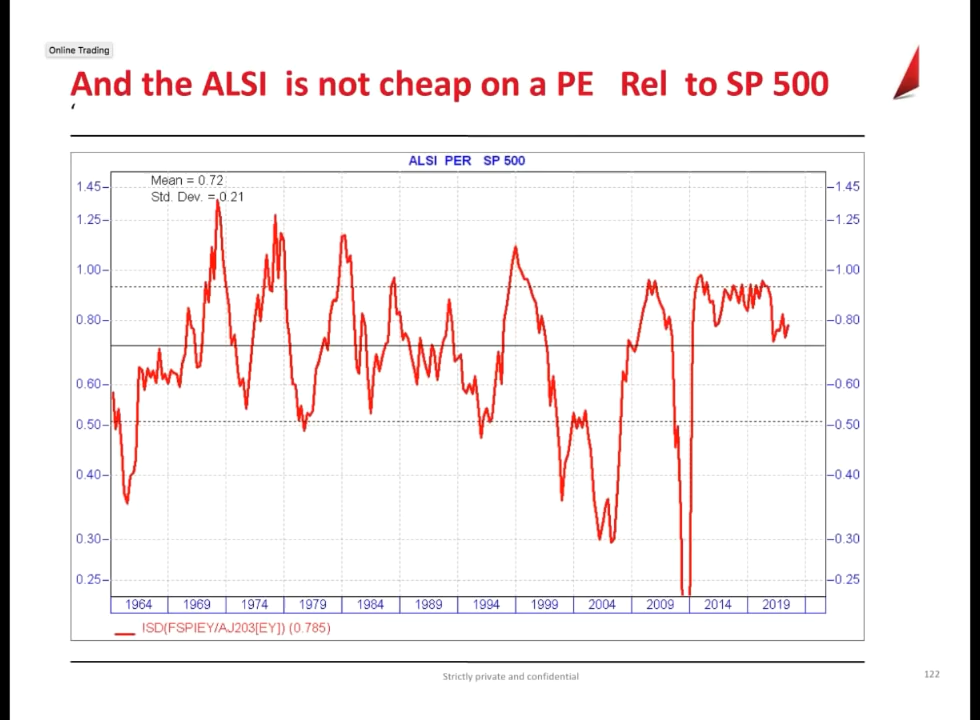 Online Trading
And the ALSI  is not cheap on a PE   Rel  to SP 500
‘
ALSI PER   SP 500
Mean = 0.72
Std. Dev. = 0.21
1.45
1.25
1.00
0.80
0.60
0.50
0.40
0.30
0.25
1.45
1.25
1.00
0.80
0.60
0.50
0.40
0.30
0.25
1964 1969 1974 1979 1984 1989 1994 1999 2004 2009 2014 2019
!SD(FSPIEY/AJ203[EY]) (0.785)
Strictly private and confidential
122